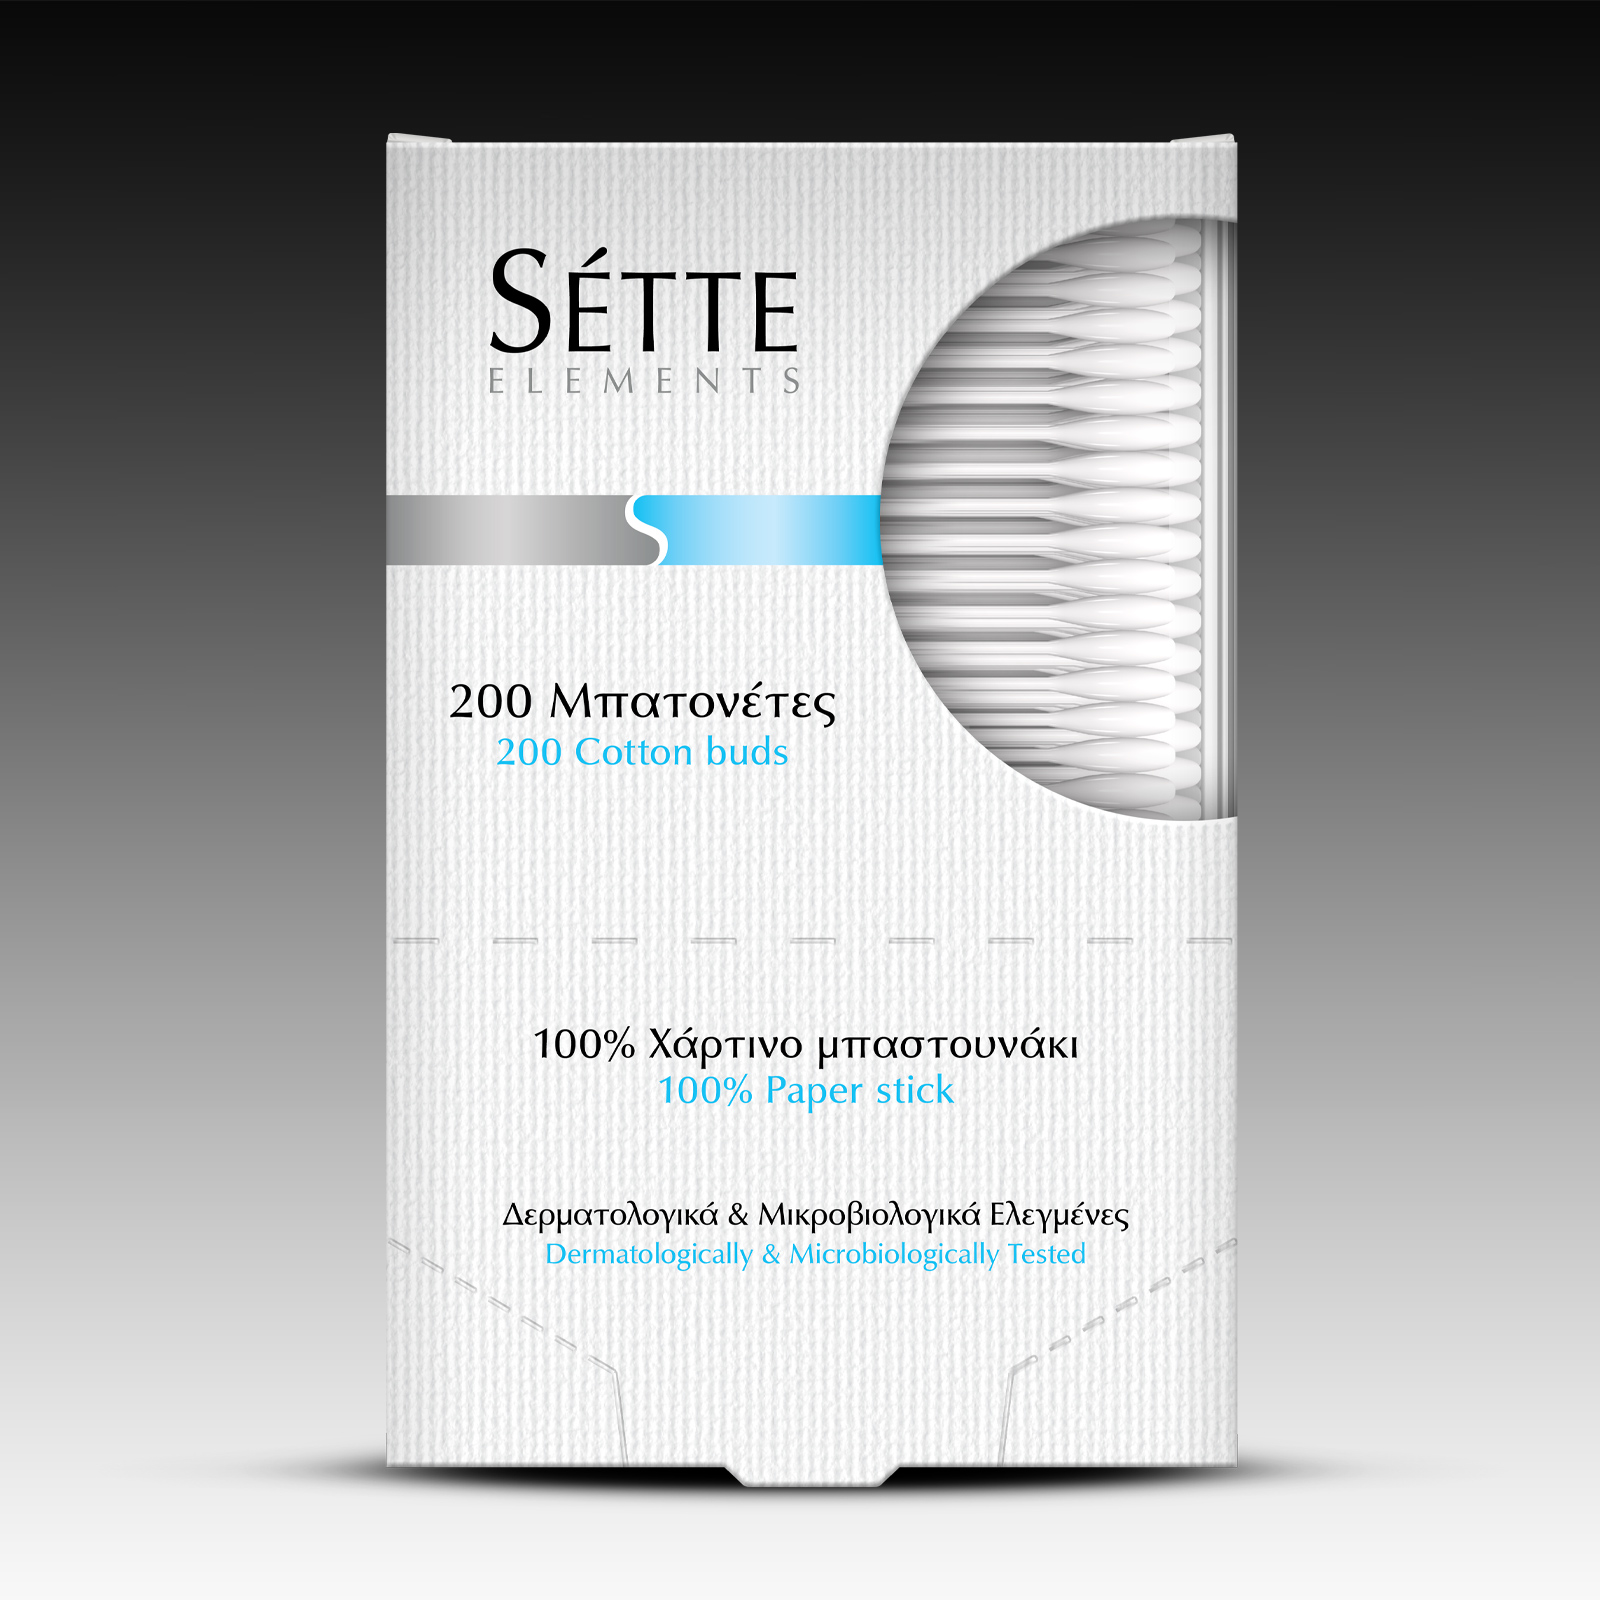 SÉTTE
ELEMENTS
200 Μπατονέτες
200 Cotton buds
100% Χάρτινο μπαστουνάκι
100% Paper stick
Δερματολογικά & Μικροβιολογικά Ελεγμένες
Dermatologically & Microbiologically Tested